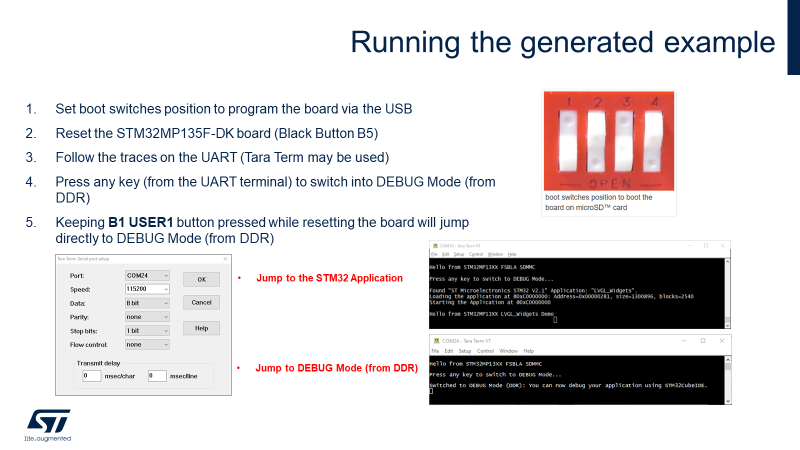 Running the generated example
1. Set boot switches position to program the board via the USB
2. Reset the STM32MP135F-DK board (Black Button B5)
3. Follow the traces on the UART (Tara Term may be used)
4. Press any key (from the UART terminal) to switch into DEBUG Mode (from
DDR)
5. Keeping B1 USER1 button pressed while resetting the board will jump
directly to DEBUG Mode (from DDR)
1 2 3 4
OPEN
boot switches position to boot the
board on microSD™ card
Tera Term: Serial port setup
Port: COM24
Speed: 115200
Data: 8 bit
Parity: none
Stop bits: 1 bit
Flow control: none
OK
Cancel
Help
Transmit delay
0 msec/char 0 msec/line
• Jump to the STM32 Application
COM24 - Tera Term VT
File Edit Setup Control Window Help
Hello from STM32MP13XX FSBLA SDMMC
Press any key to switch to DEBUG Mode...
Found "ST Microelectronics STM32 V2.1" Application: "LVGL_Widgets".
Loading the application at @0xC0000000: Address=0x00000281, size=1300896, blocks=2540
Starting the Application at @0xC0000000
Hello from STM32MP13XX LVGL_Widgets Demo
• Jump to DEBUG Mode (from DDR)
COM24 - Tera Term VT
File Edit Setup Control Window Help
Hello from STM32MP13XX FSBLA SDMMC
Press any key to switch to DEBUG Mode...
Switched to DEBUG Mode (DDR): You can now debug your application using STM32CubeIDE.
ST
life.augmented